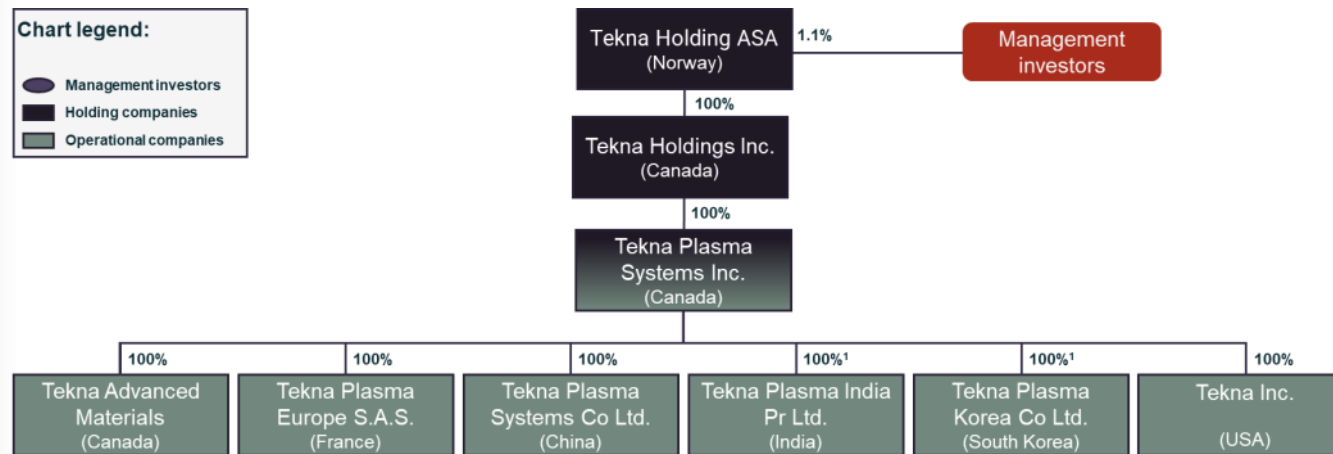 Chart legend:
Management investors
Holding companies
Operational companies
Tekna Holding ASA
(Norway)
1.1%
Management
investors
100%
Tekna Holdings Inc.
(Canada)
100%
Tekna Plasma
Systems Inc.
(Canada)
100%
100%
100%
100%¹
100%¹
100%
Tekna Advanced
Materials
(Canada)
Tekna Plasma
Europe S.A.S.
(France)
Tekna Plasma
Systems Co Ltd.
(China)
Tekna Plasma India
Pr Ltd.
(India)
Tekna Plasma
Korea Co Ltd.
(South Korea)
Tekna Inc.
(USA)